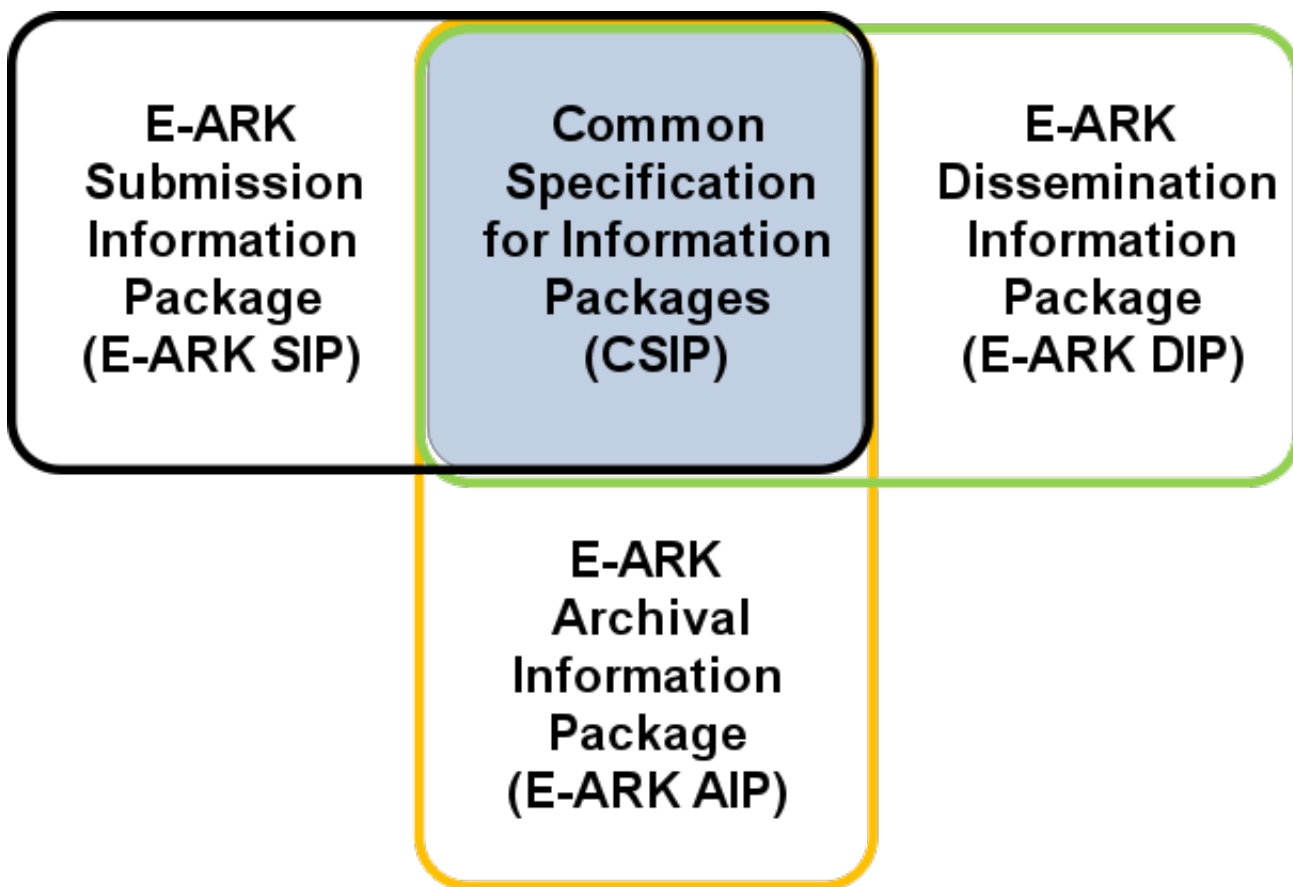 E-ARK
Submission
Information
Package
(E-ARK SIP)
Common
Specification
for Information
Packages
(CSIP)
E-ARK
Dissemination
Information
Package
(E-ARK DIP)
E-ARK
Archival
Information
Package
(E-ARK AIP)